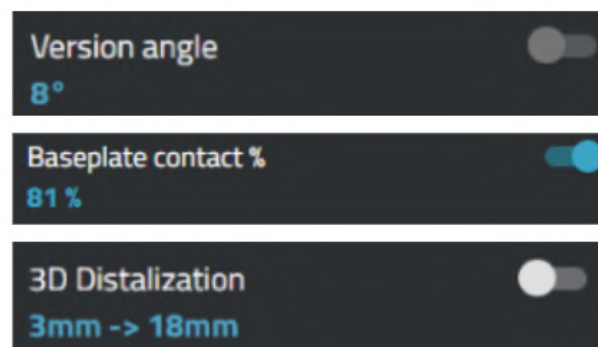 Version angle
8°
Baseplate contact %
81 %
3D Distalization
3mm -> 18mm